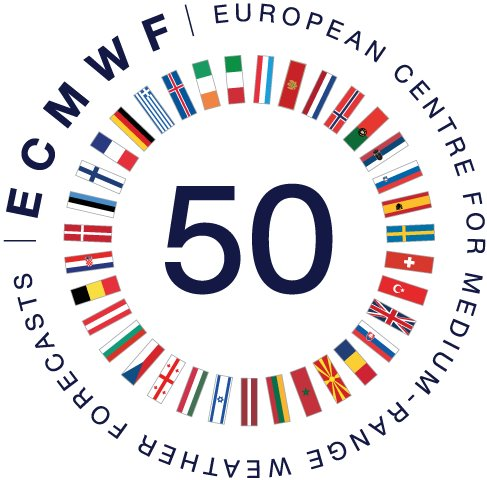 ECMWF | EUROPEAN CENTRE FOR MEDIUM-RANGE WEATHER FORECASTS |
50